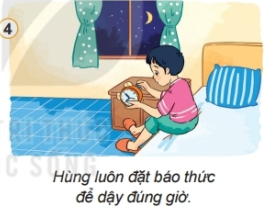 4
Hùng luôn đặt báo thức
để dậy đúng giờ.